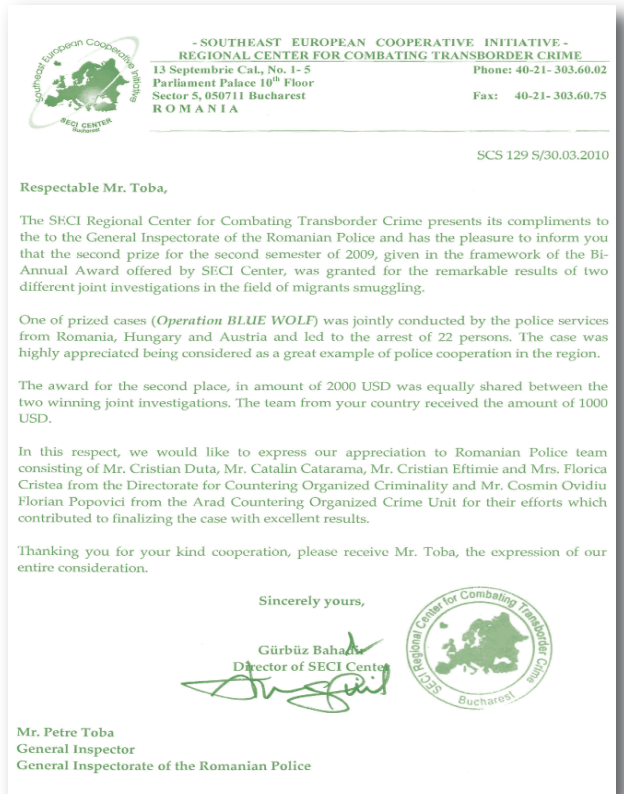 Southeast European Cooperative Initiative
SECI CENTER
Bucharest
- SOUTHEAST EUROPEAN COOPERATIVE INITIATIVE -
REGIONAL CENTER FOR COMBATING TRANSBORDER CRIME
13 Septembrie Cal., No. 1- 5 Phone: 40-21- 303.60.02
Parliament Palace 10th Floor
Sector 5, 050711 Bucharest Fax: 40-21- 303.60.75
ROMANIA
SCS 129 S/30.03.2010
Respectable Mr. Toba,
The SECI Regional Center for Combating Transborder Crime presents its compliments to
the to the General Inspectorate of the Romanian Police and has the pleasure to inform you
that the second prize for the second semester of 2009, given in the framework of the Bi-
Annual Award offered by SECI Center, was granted for the remarkable results of two
different joint investigations in the field of migrants smuggling.
One of prized cases (Operation BLUE WOLF) was jointly conducted by the police services
from Romania, Hungary and Austria and led to the arrest of 22 persons. The case was
highly appreciated being considered as a great example of police cooperation in the region.
The award for the second place, in amount of 2000 USD was equally shared between the
two winning joint investigations. The team from your country received the amount of 1000
USD.
In this respect, we would like to express our appreciation to Romanian Police team
consisting of Mr. Cristian Duta, Mr. Catalin Catarama, Mr. Cristian Eftimie and Mrs. Florica
Cristea from the Directorate for Countering Organized Criminality and Mr. Cosmin Ovidiu
Florian Popovici from the Arad Countering Organized Crime Unit for their efforts which
contributed to finalizing the case with excellent results.
Thanking you for your kind cooperation, please receive Mr. Toba, the expression of our
entire consideration.
Sincerely yours,
Gürbüz Bahadir
Director of SECI Center
SECI Regional Center for Combating Transborder Crime
Bucharest
Mr. Petre Toba
General Inspector
General Inspectorate of the Romanian Police